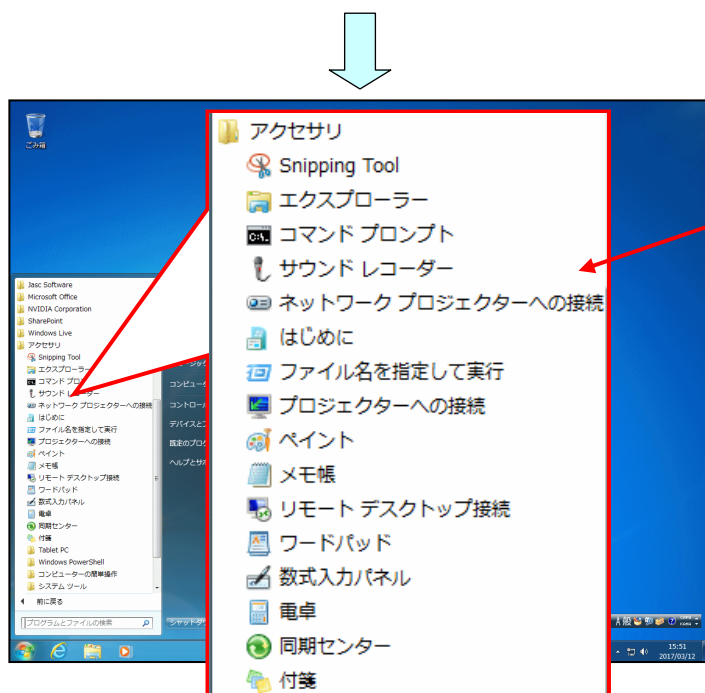 ごみ箱
アクセサリ
Snipping Tool
エクスプローラー
コマンド プロンプト
サウンド レコーダー
ネットワーク プロジェクターへの接続
はじめに
ファイル名を指定して実行
プロジェクターへの接続
ペイント
メモ帳
リモート デスクトップ接続
ワードパッド
数式入力パネル
電卓
同期センター
付箋
Jasc Software
Microsoft Office
NVIDIA Corporation
SharePoint
Windows Live
アクセサリ
Snipping Tool
エクスプローラー
コマンド プロ
サウンド レコーダー
ネットワーク プロジェクターへの接続
はじめに
ファイル名を指定して実行
プロジェクターへの接続
ペイント
メモ帳
リモート デスクトップ接続
ワードパッド
数式入力パネル
電卓
同期センター
付箋
Tablet PC
Windows PowerShell
コンピューターの簡単操作
システム ツール
前に戻る
プログラムとファイルの検索
コンピュータ
コントロール
デバイスとプ
既定のプログ
ヘルプとサポ
シャットダウ
A 般
15:51
2017/03/12